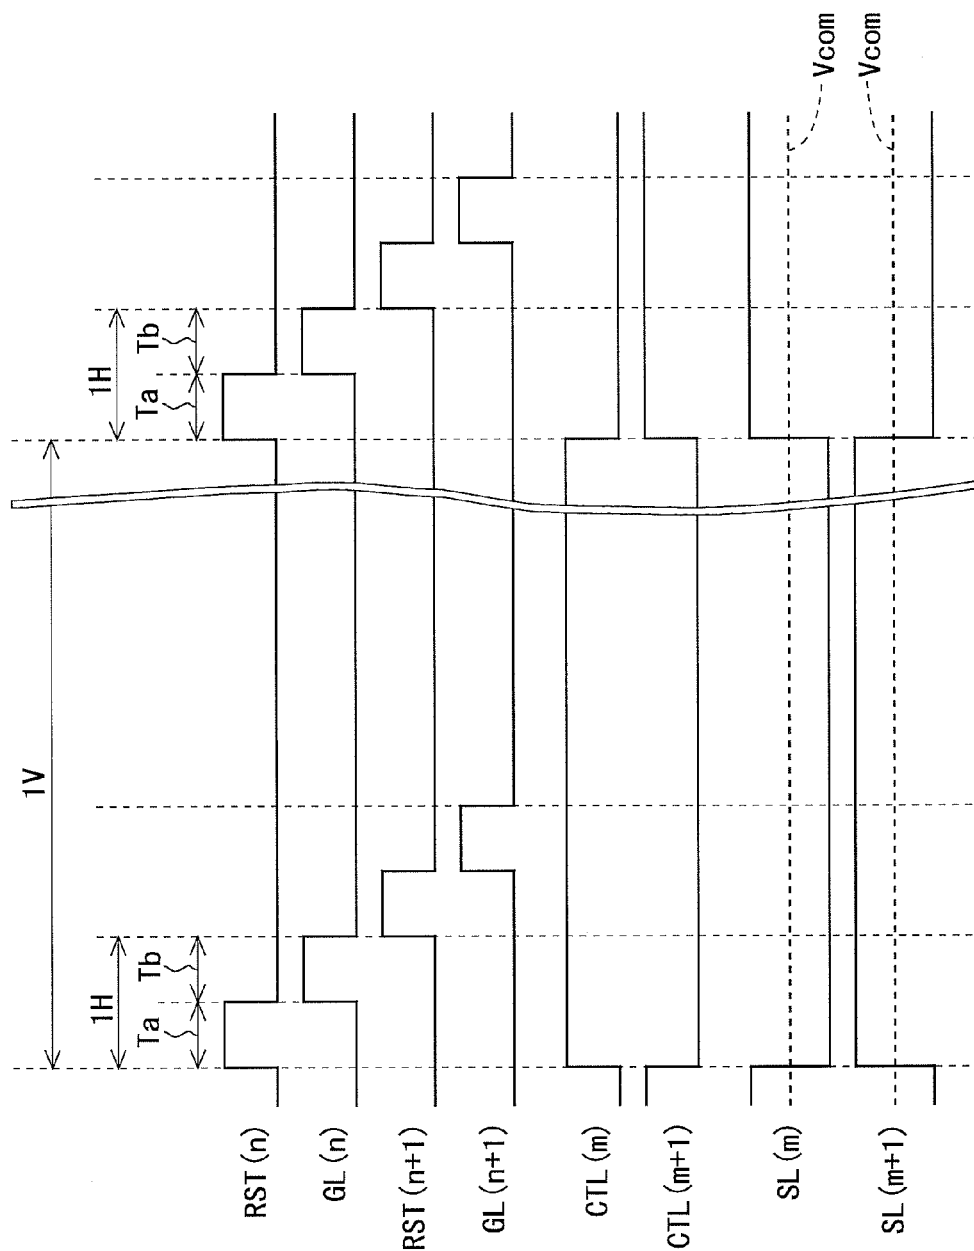 1V
1H
1H
Ta
Tb
Ta
Tb
RST(n)
GL(n)
RST(n+1)
GL(n+1)
CTL(m)
CTL(m+1)
SL(m)
Vcom
SL(m+1)
Vcom